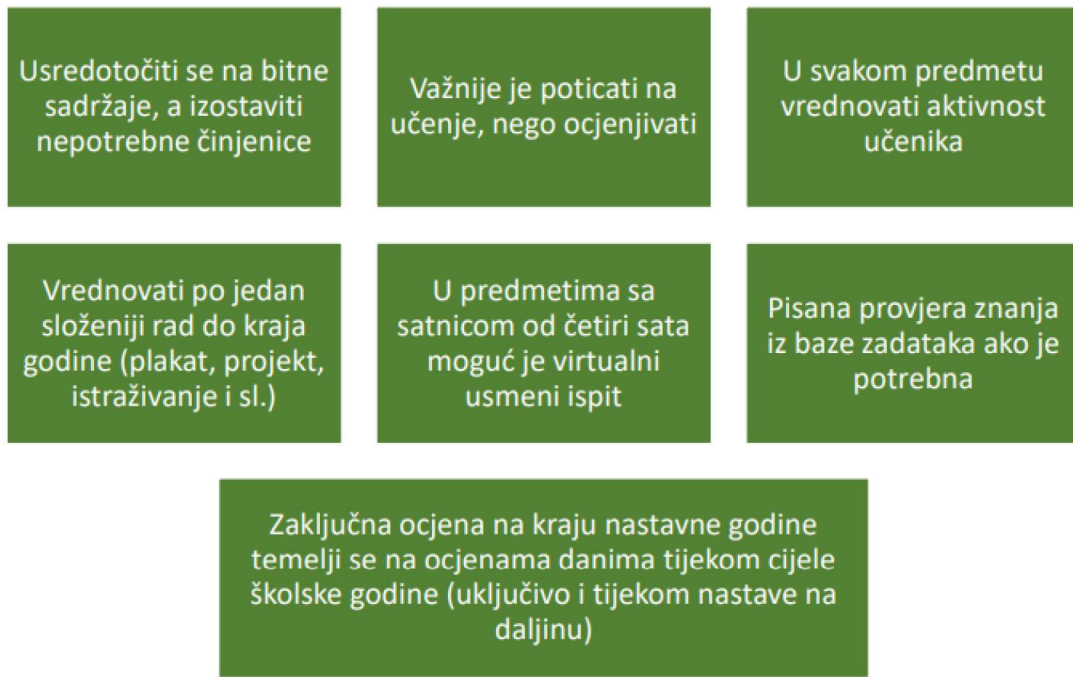 Usredotočiti se na bitne
sadržaje, a izostaviti
nepotrebne činjenice
Važnije je poticati na
učenje, nego ocjenjivati
U svakom predmetu
vrednovati aktivnost
učenika
Vrednovati po jedan
složeniji rad do kraja
godine (plakat, projekt,
istraživanje i sl.)
U predmetima sa
satnicom od četiri sata
moguć je virtualni
usmeni ispit
Pisana provjera znanja
iz baze zadataka ako je
potrebna
Zaključna ocjena na kraju nastavne godine
temelji se na ocjenama danima tijekom cijele
školske godine (uključivo i tijekom nastave na
daljinu)